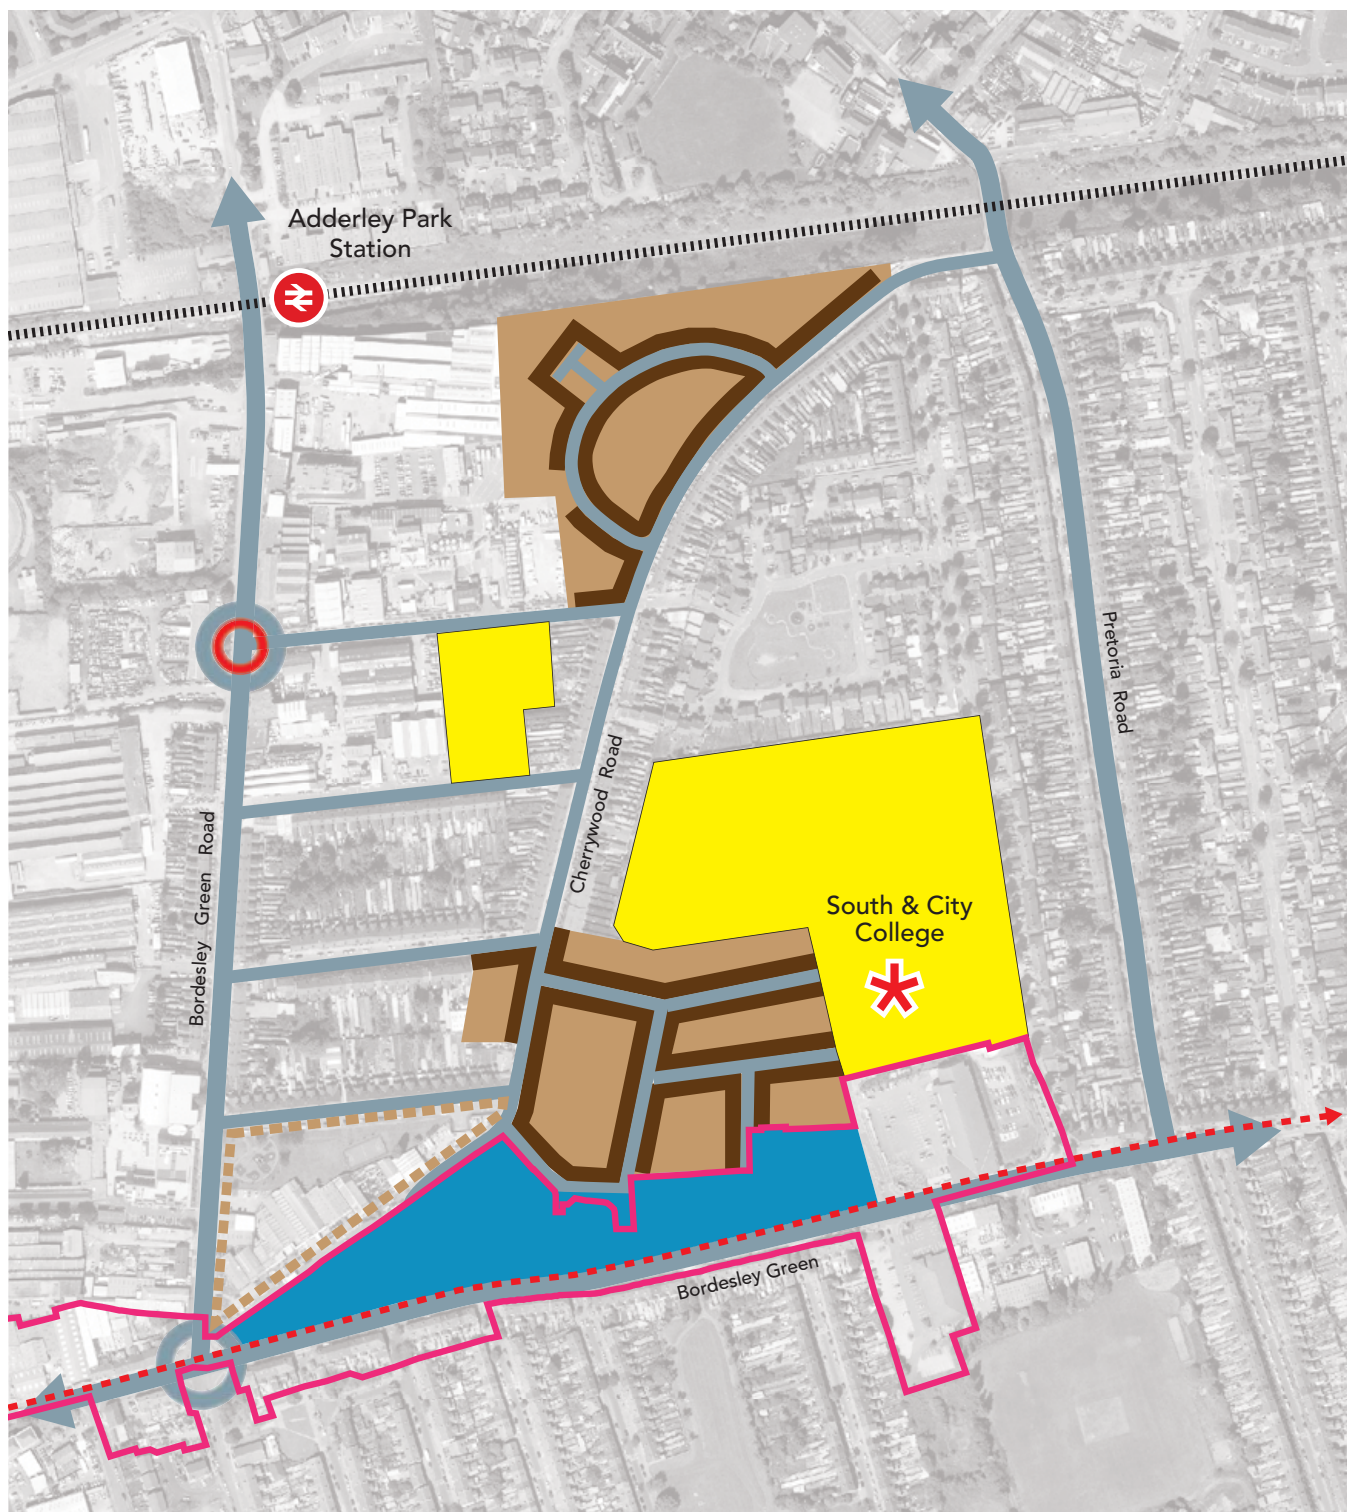 Adderley Park
Station
Pretoria Road
Cherrywood Road
Bordesley Green Road
South & City
College
Bordesley Green